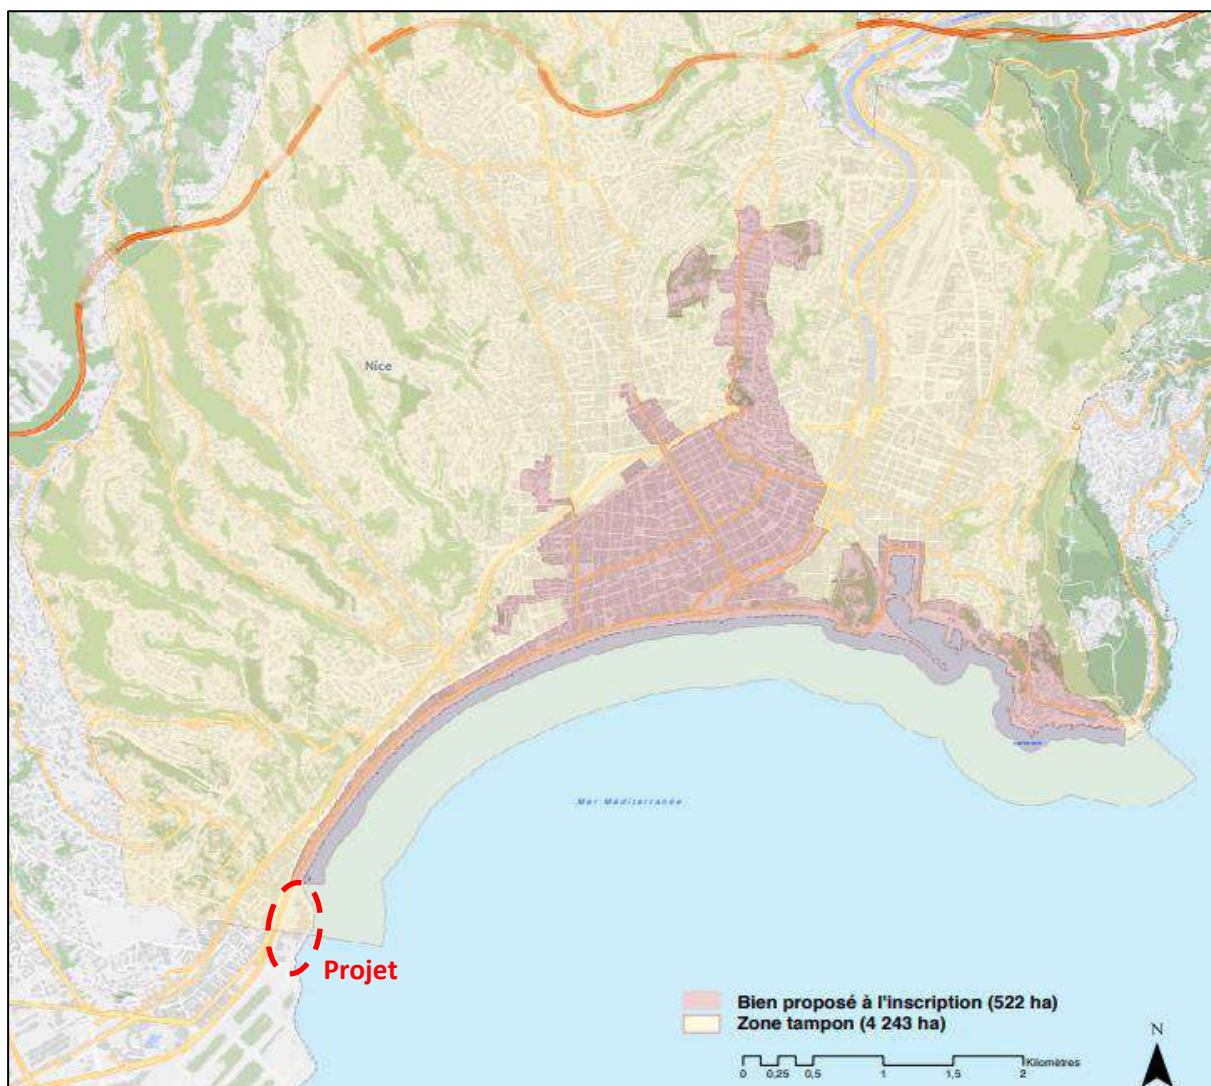 Nice
Mer Méditerranée
Projet
Bien proposé à l'inscription (522 ha)
Zone tampon (4 243 ha)
Kilomètres
0 0,25 0,5 1 1,5 2
N